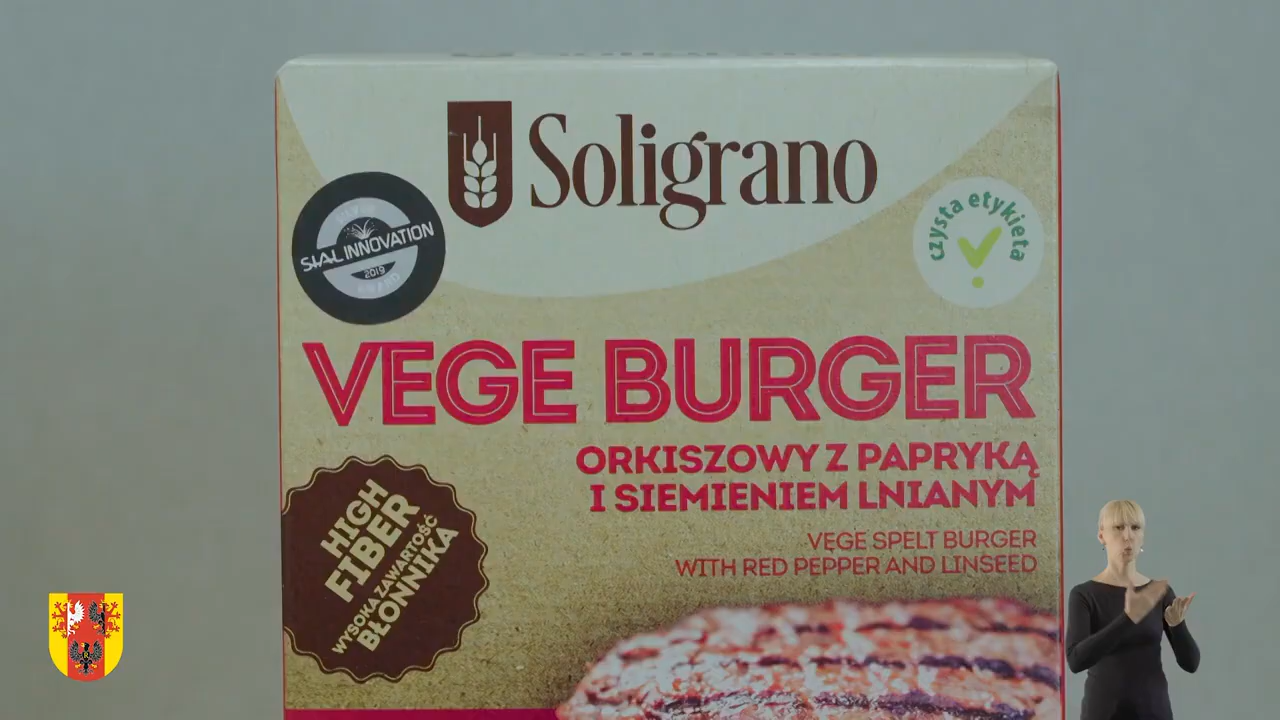 Soligrano
SIAL INNOVATION
2019
AWARD
czysta etykieta
VEGE BURGER
ORKISZOWY Z PAPRYKĄ
I SIEMIENIEM LNIANYM
VEGE SPELT BURGER
WITH RED PEPPER AND LINSEED
HIGH
FIBER
WYSOKA ZAWARTOŚĆ
BŁONNIKA